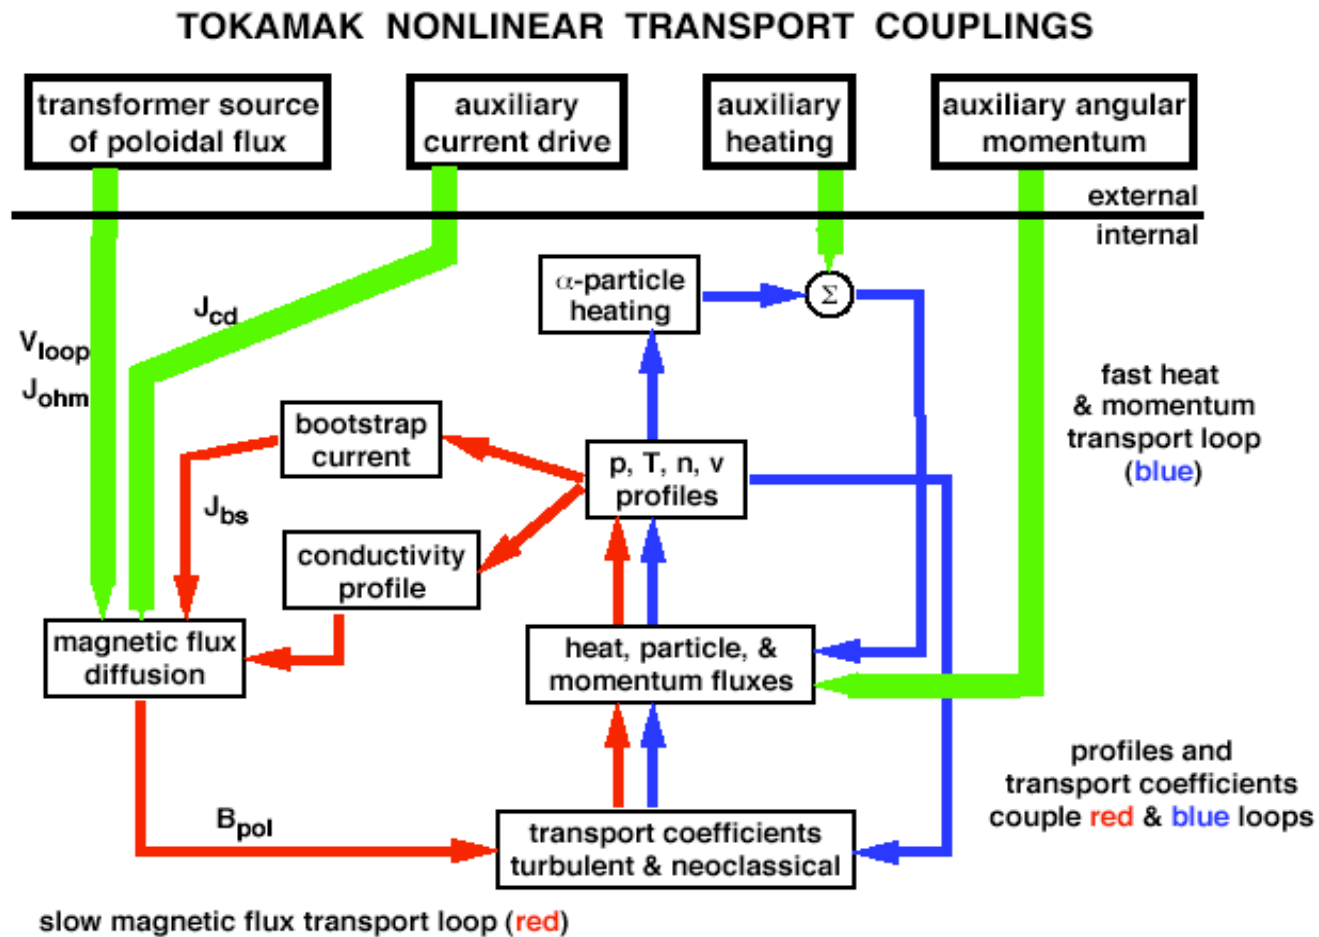 TOKAMAK NONLINEAR TRANSPORT COUPLINGS
transformer source
of poloidal flux
auxiliary
current drive
auxiliary
heating
auxiliary angular
momentum
external
internal
α-particle
heating
Σ
Jcd
Vloop
Johm
fast heat
& momentum
transport loop
(blue)
bootstrap
current
p, T, n, v
profiles
Jbs
conductivity
profile
magnetic flux
diffusion
heat, particle, &
momentum fluxes
profiles and
transport coefficients
couple red & blue loops
Bpol
transport coefficients
turbulent & neoclassical
slow magnetic flux transport loop (red)